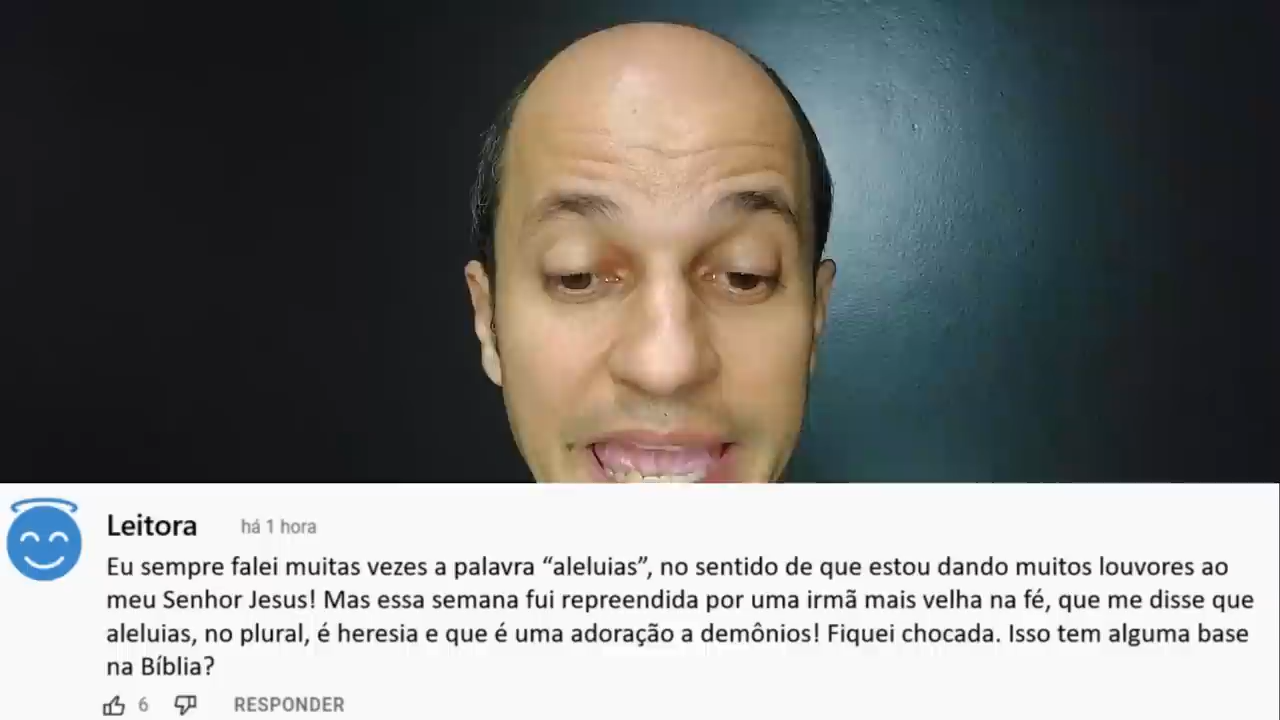 Leitora há 1 hora
Eu sempre falei muitas vezes a palavra “aleluias”, no sentido de que estou dando muitos louvores ao
meu Senhor Jesus! Mas essa semana fui repreendida por uma irmã mais velha na fé, que me disse que
aleluias, no plural, é heresia e que é uma adoração a demônios! Fiquei chocada. Isso tem alguma base
na Bíblia?
6 RESPONDER